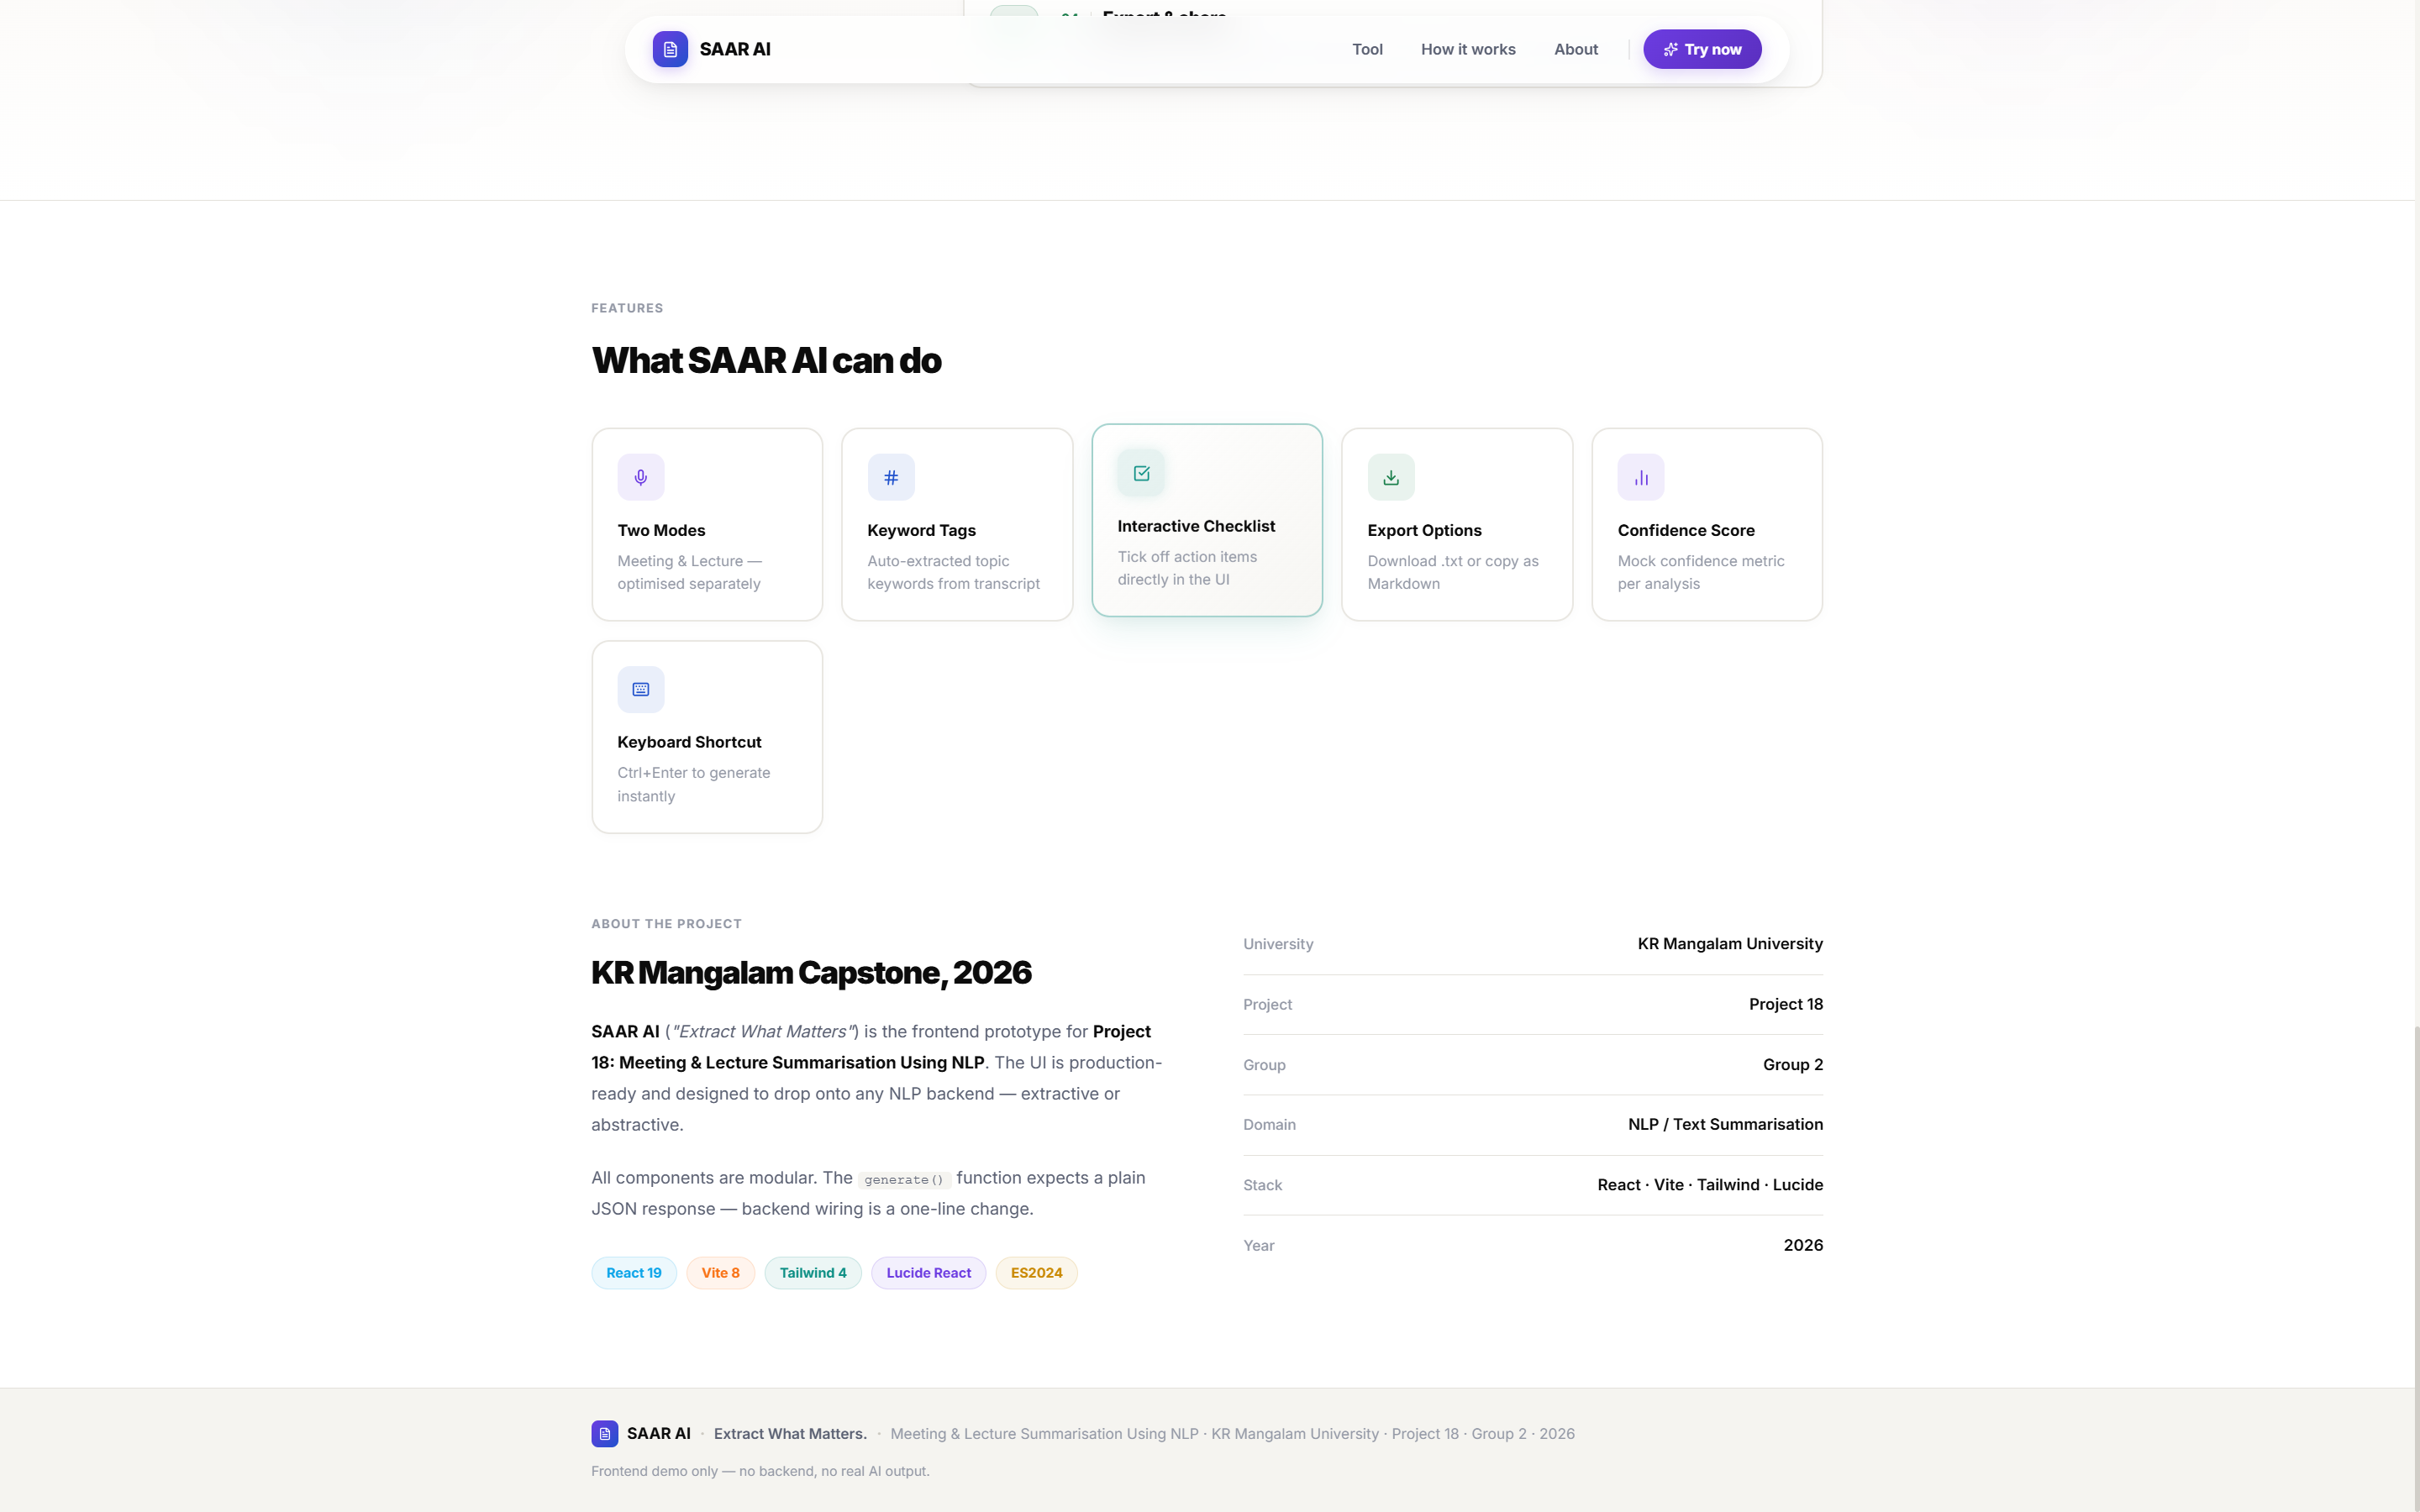 04 Export & share
SAAR AI
Tool How it works About Try now
FEATURES
What SAAR AI can do
Two Modes
Meeting & Lecture —
optimised separately
Keyword Tags
Auto-extracted topic
keywords from transcript
Interactive Checklist
Tick off action items
directly in the UI
Export Options
Download .txt or copy as
Markdown
Confidence Score
Mock confidence metric
per analysis
Keyboard Shortcut
Ctrl+Enter to generate
instantly
ABOUT THE PROJECT
KR Mangalam Capstone, 2026
SAAR AI ("Extract What Matters") is the frontend prototype for Project
18: Meeting & Lecture Summarisation Using NLP. The UI is production-
ready and designed to drop onto any NLP backend — extractive or
abstractive.
All components are modular. The generate() function expects a plain
JSON response — backend wiring is a one-line change.
React 19 Vite 8 Tailwind 4 Lucide React ES2024
University KR Mangalam University
Project Project 18
Group Group 2
Domain NLP / Text Summarisation
Stack React · Vite · Tailwind · Lucide
Year 2026
SAAR AI · Extract What Matters. · Meeting & Lecture Summarisation Using NLP · KR Mangalam University · Project 18 · Group 2 · 2026
Frontend demo only — no backend, no real AI output.